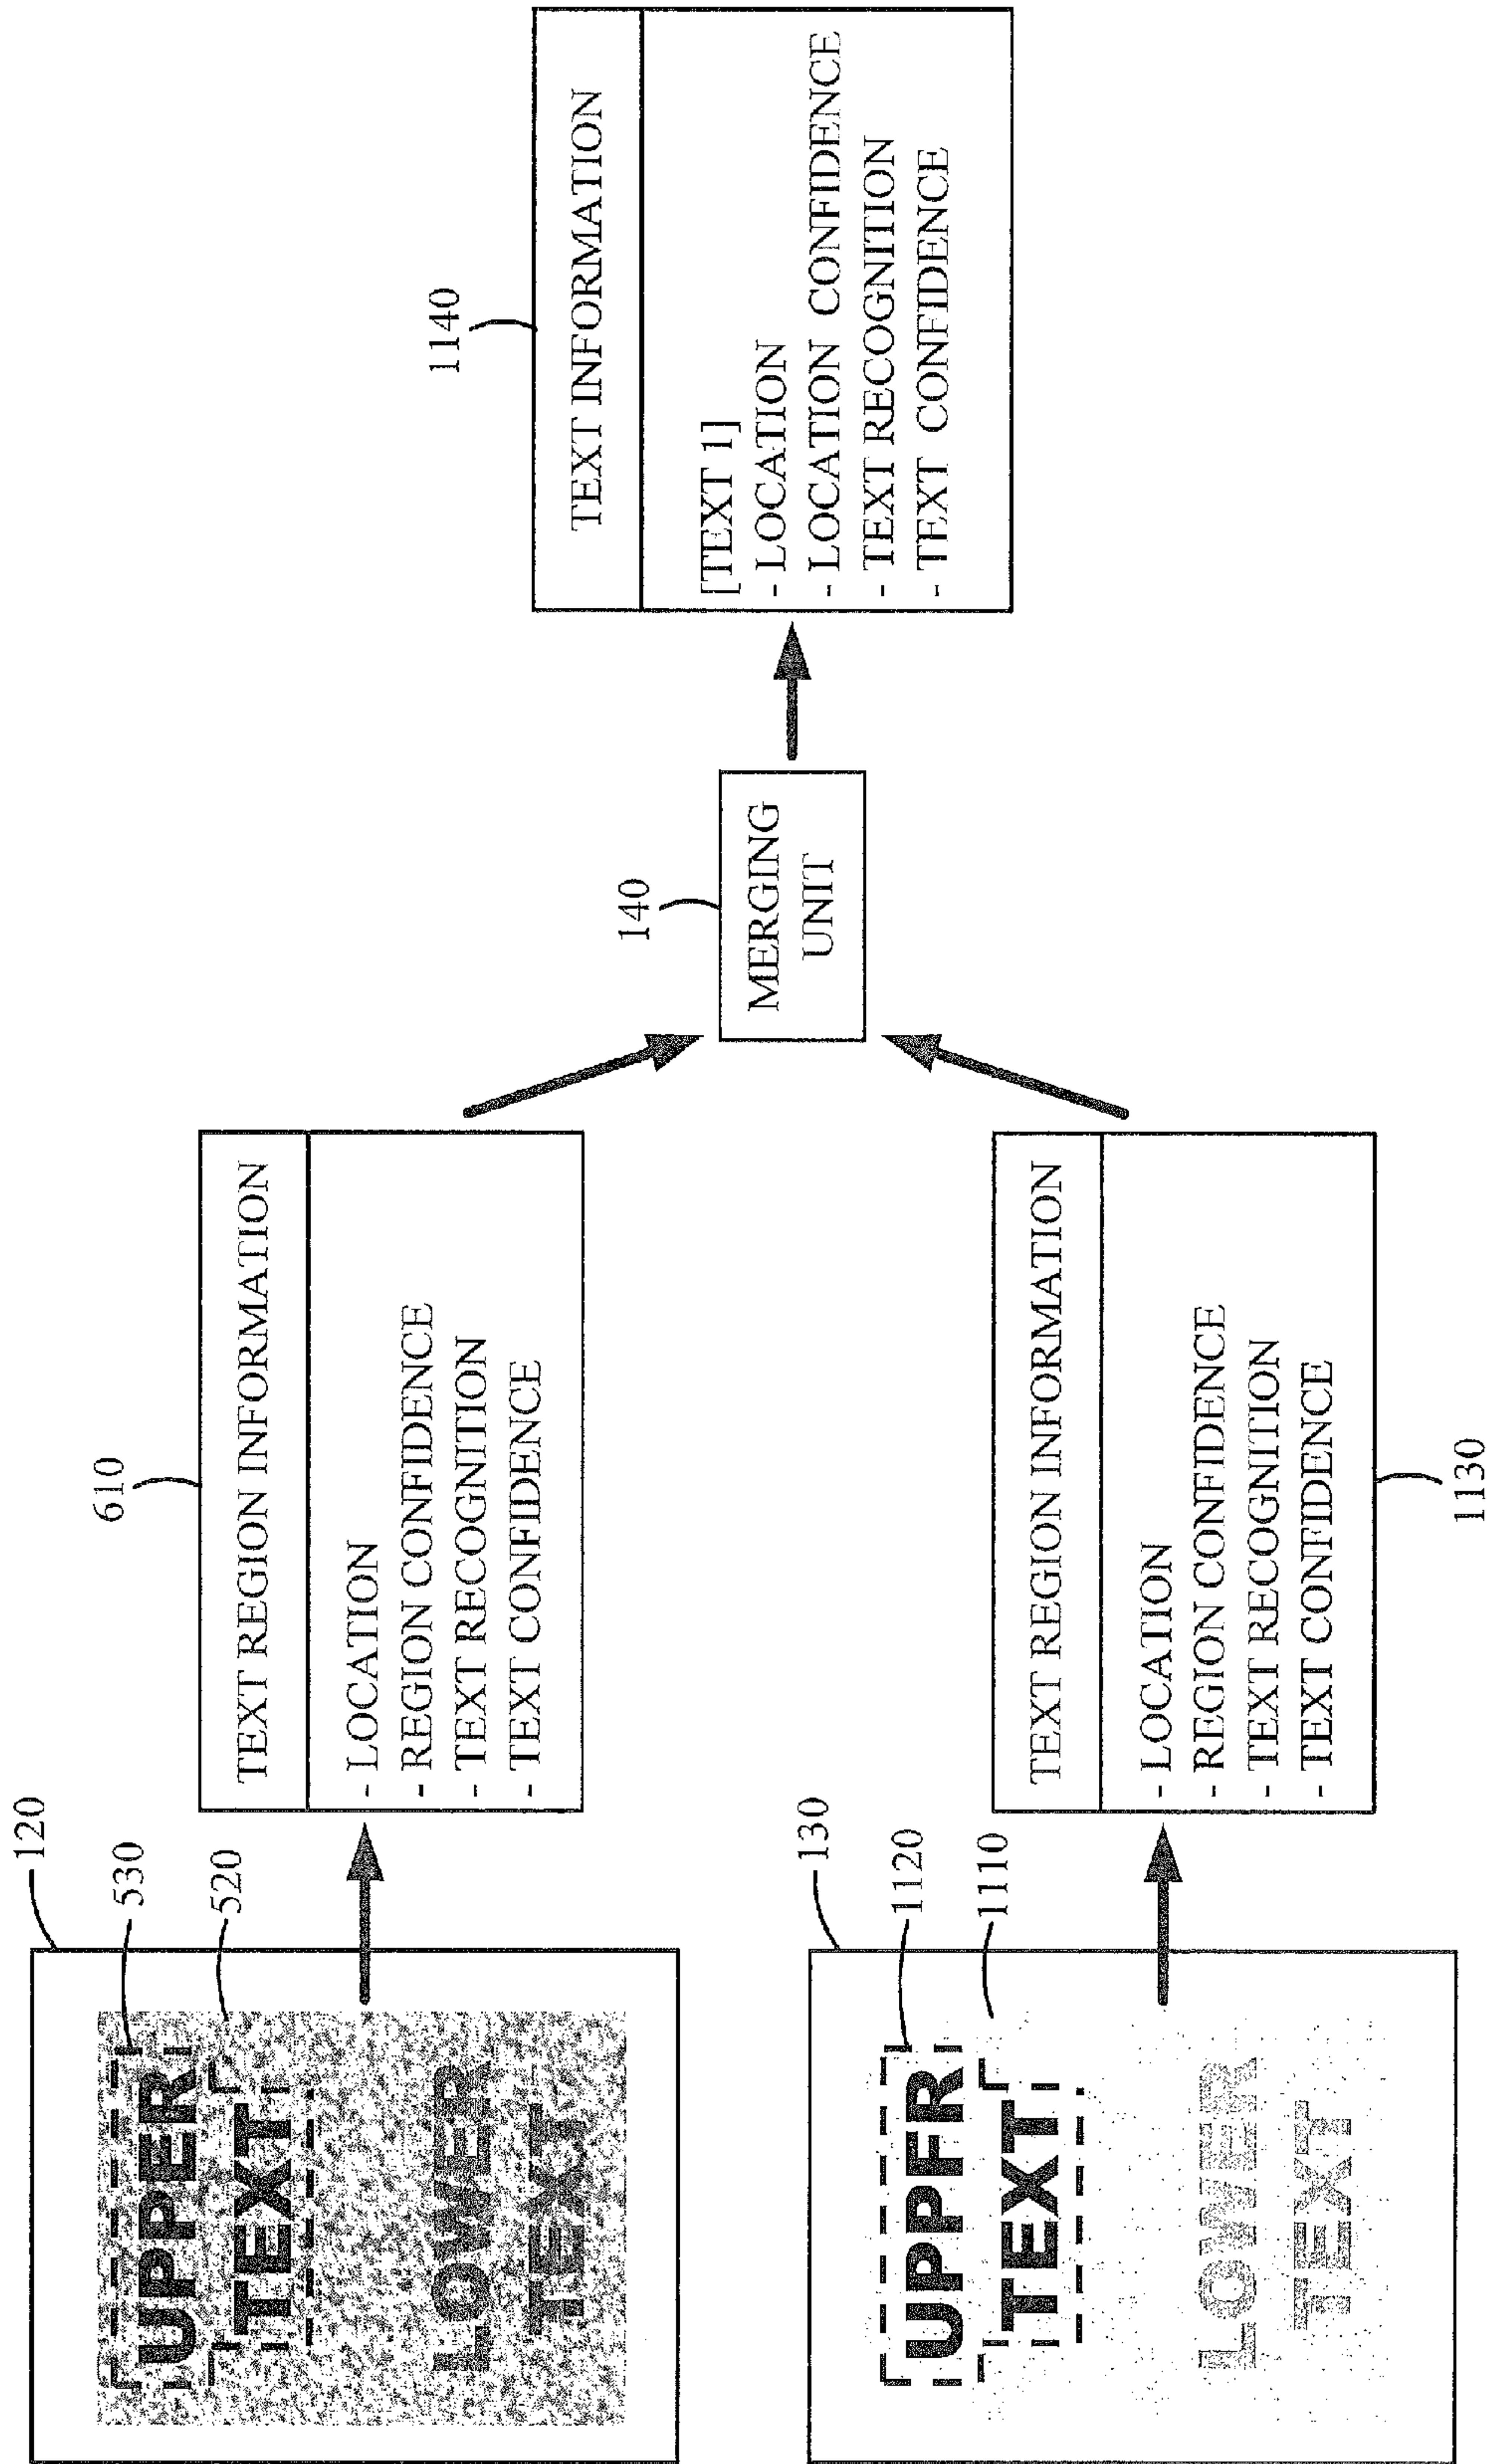 120
530
520
UPPER
TEXT
LOWER
TEXT
610
TEXT REGION INFORMATION
- LOCATION
- REGION CONFIDENCE
- TEXT RECOGNITION
- TEXT CONFIDENCE
130
1120
1110
UPPFR
TEXT
LOWER
TEXT
TEXT REGION INFORMATION
- LOCATION
- REGION CONFIDENCE
- TEXT RECOGNITION
- TEXT CONFIDENCE
1130
140
MERGING
UNIT
1140
TEXT INFORMATION
[TEXT 1]
- LOCATION
- LOCATION CONFIDENCE
- TEXT RECOGNITION
- TEXT CONFIDENCE